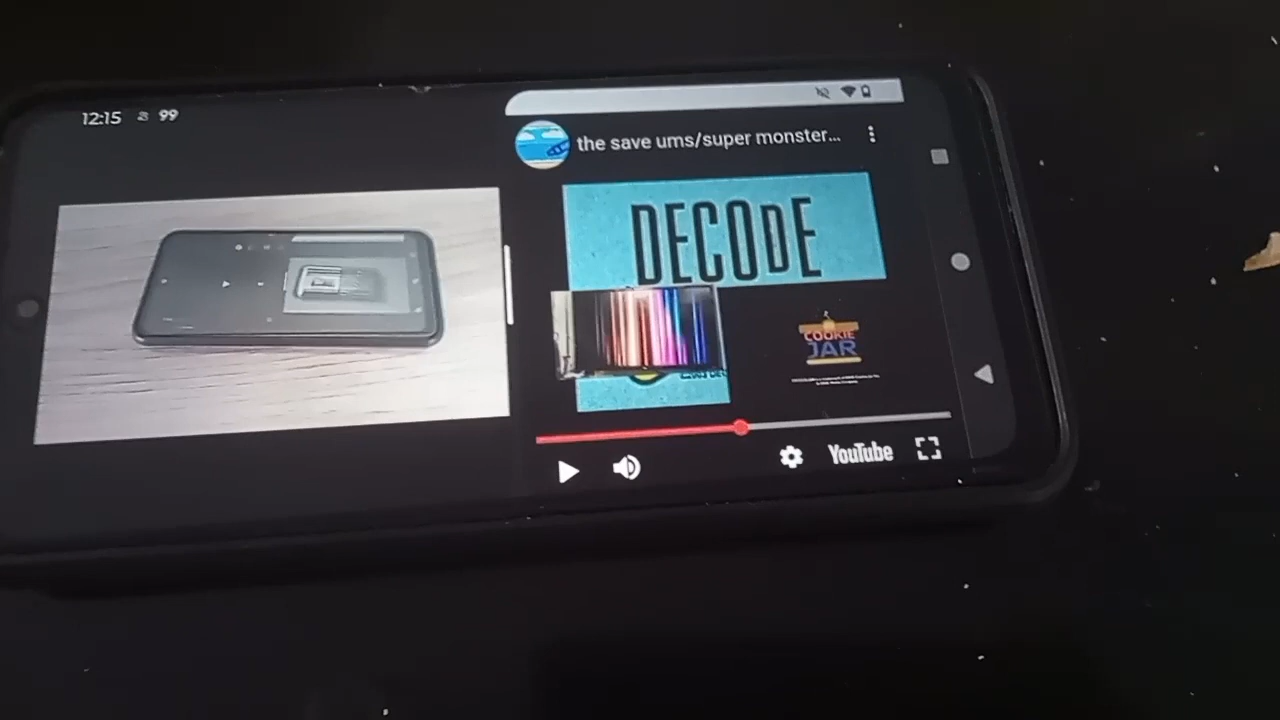 12:15 99
the save ums/super monster...
DECODE
COOKIE
JAR
YouTube